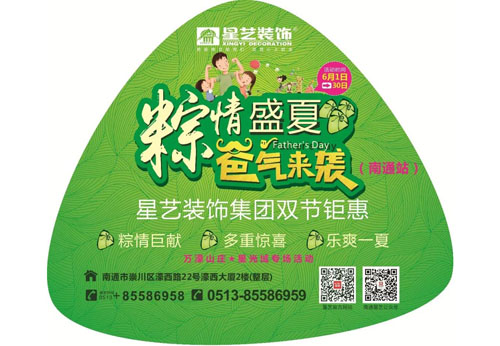 星艺装饰®
XINGYI DECORATION
活动时间
6月1日
30日
粽情盛夏
Father's Day
爸气来袭
（南通站）
星艺装饰集团双节钜惠
粽情巨献 多重惊喜 乐爽一夏
万濠山庄★星光域专场活动
南通市崇川区濠西路22号濠西大厦2楼(整层)
0513+85586958 0513-85586959